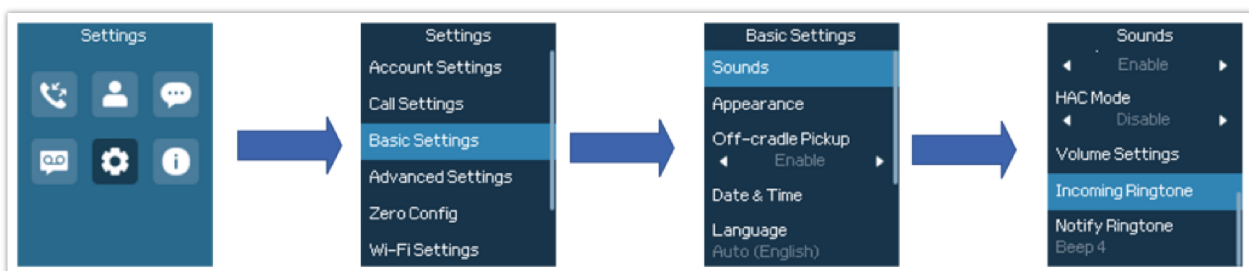 Settings
Settings
Account Settings
Call Settings
Basic Settings
Advanced Settings
Zero Config
Wi-Fi Settings
Basic Settings
Sounds
Appearance
Off-cradle Pickup
Enable
Date & Time
Language
Auto (English)
Sounds
Enable
HAC Mode
Disable
Volume Settings
Incoming Ringtone
Notify Ringtone
Beep 4